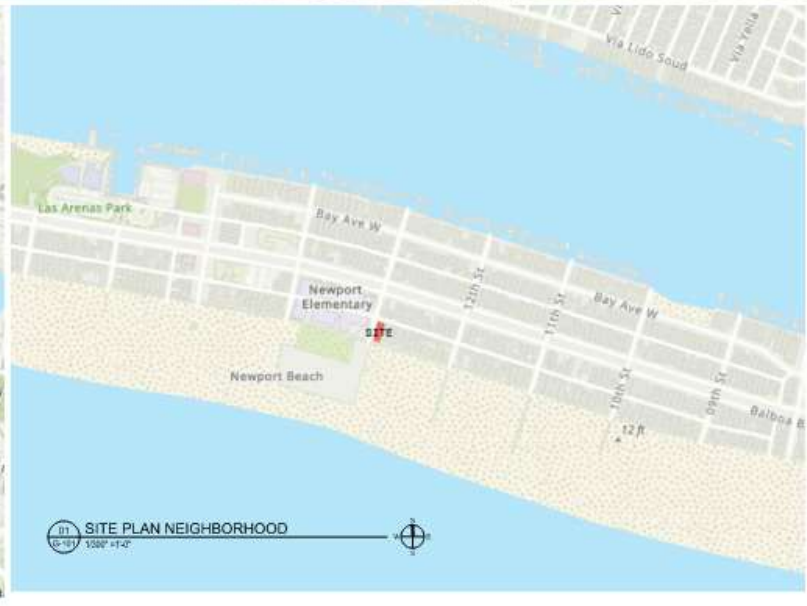 Via Lido Soud
Via Yella
Las Arenas Park
Bay Ave W
Newport
Elementary
12th St
11th St
Bay Ave W
SITE
Newport Beach
10th St
09th St
Balboa B
12 ft
01
SITE PLAN NEIGHBORHOOD
G-101
N
S